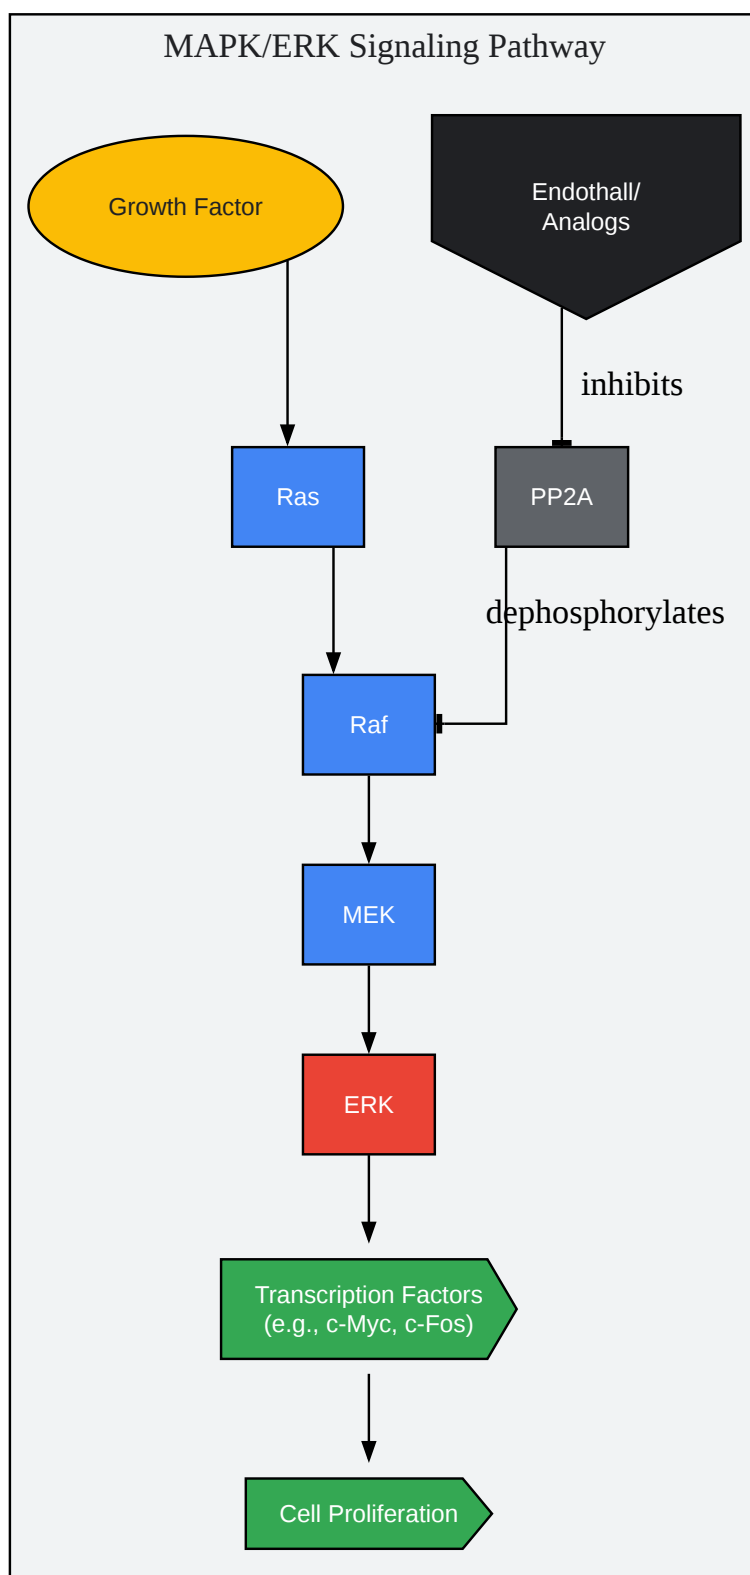 MAPK/ERK Signaling Pathway
Growth Factor
Endothall/
Analogs
inhibits
Ras
PP2A
dephosphorylates
Raf
MEK
ERK
Transcription Factors
(e.g., c-Myc, c-Fos)
Cell Proliferation